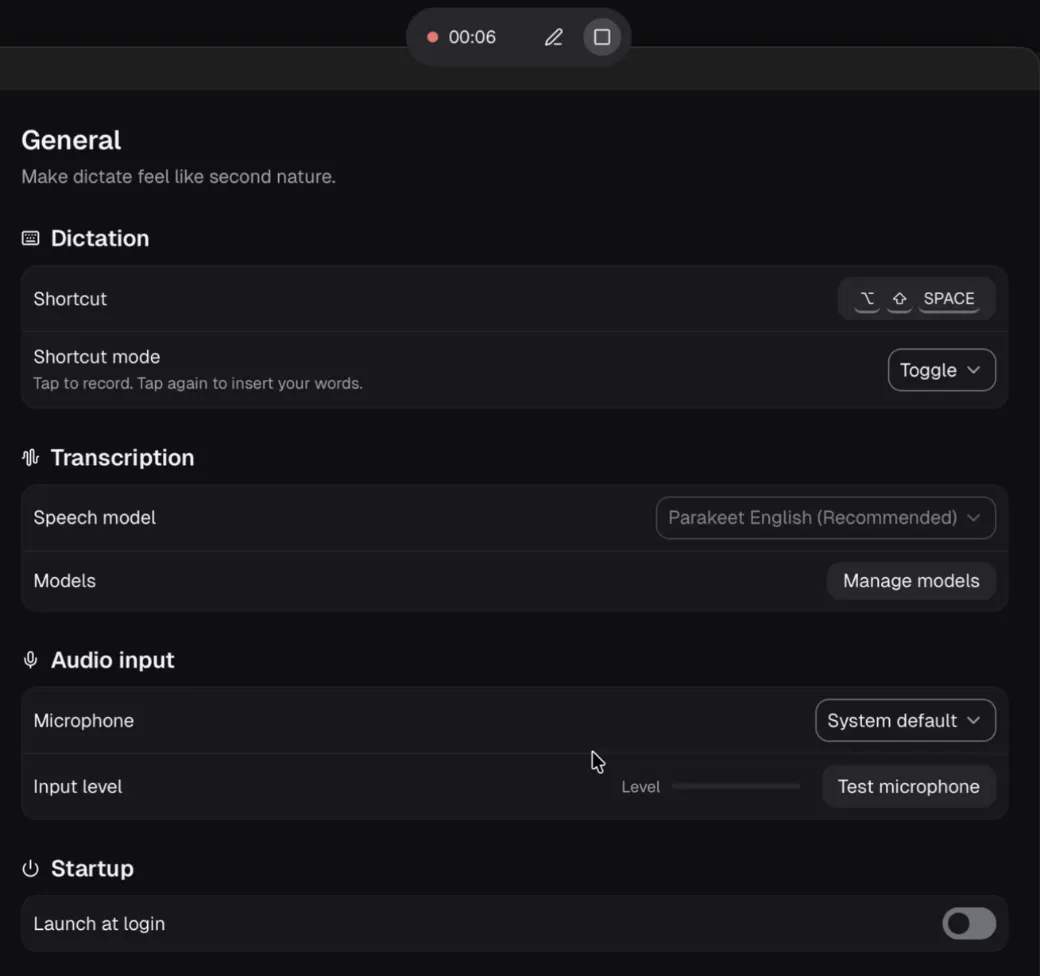 00:06
General
Make dictate feel like second nature.
Dictation
Shortcut
⌥ ⇧ SPACE
Shortcut mode
Tap to record. Tap again to insert your words.
Toggle
Transcription
Speech model
Parakeet English (Recommended)
Models
Manage models
Audio input
Microphone
System default
Input level
Level
Test microphone
Startup
Launch at login